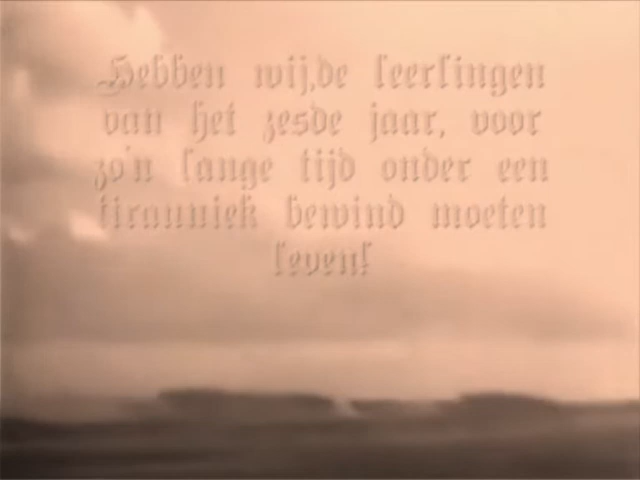 Hebben wij,de leerlingen
van het zesde jaar, voor
zo'n lange tijd onder een
tiranniek bewind moeten
leven!